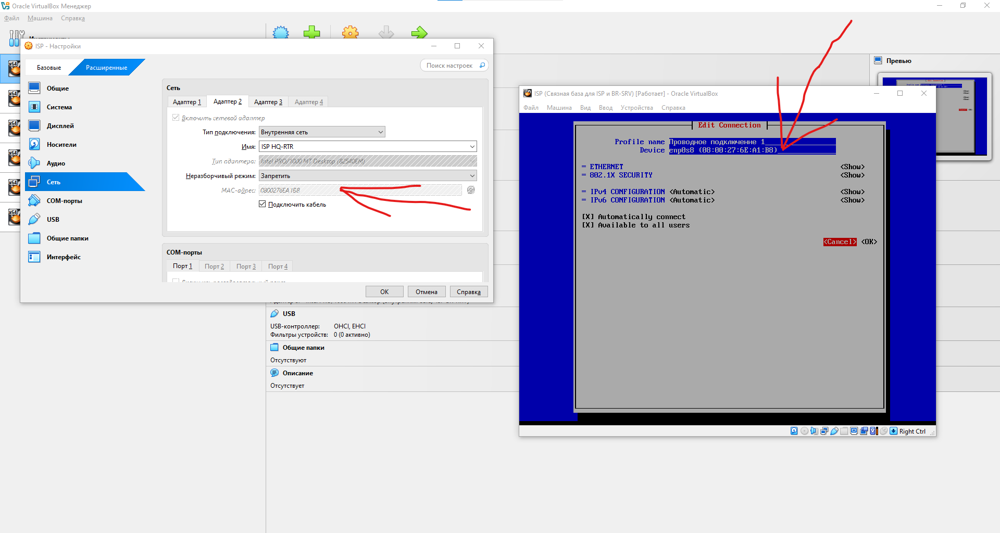 Oracle VirtualBox Менеджер
Файл Машина Справка
ISP - Настройки
Базовые Расширенные
Поиск настроек
Общие
Система
Дисплей
Носители
Аудио
Сеть
COM-порты
USB
Общие папки
Интерфейс
Сеть
Адаптер 1 Адаптер 2 Адаптер 3 Адаптер 4
Включить сетевой адаптер
Тип подключения: Внутренняя сеть
Имя: ISP HQ-RTR
Тип адаптера: Intel PRO/1000 MT Desktop (82540EM)
Неразборчивый режим: Запретить
MAC-адрес: 0800276EA1B8
Подключить кабель
COM-порты
Порт 1 Порт 2 Порт 3 Порт 4
OK Отмена Справка
USB
USB-контроллер: OHCI, EHCI
Фильтры устройств: 0 (0 активно)
Общие папки
Отсутствуют
Описание
Отсутствует
Превью
ISP (Связная база для ISP и BR-SRV) [Работает] - Oracle VirtualBox
Файл Машина Вид Ввод Устройства Справка
Edit Connection
Profile name Проводное подключение 1
Device enp0s8 (08:00:27:6E:A1:B8)
= ETHERNET <Show>
= 802.1X SECURITY <Show>
= IPv4 CONFIGURATION <Automatic> <Show>
= IPv6 CONFIGURATION <Automatic> <Show>
[X] Automatically connect
[X] Available to all users
<Cancel> <OK>
Right Ctrl